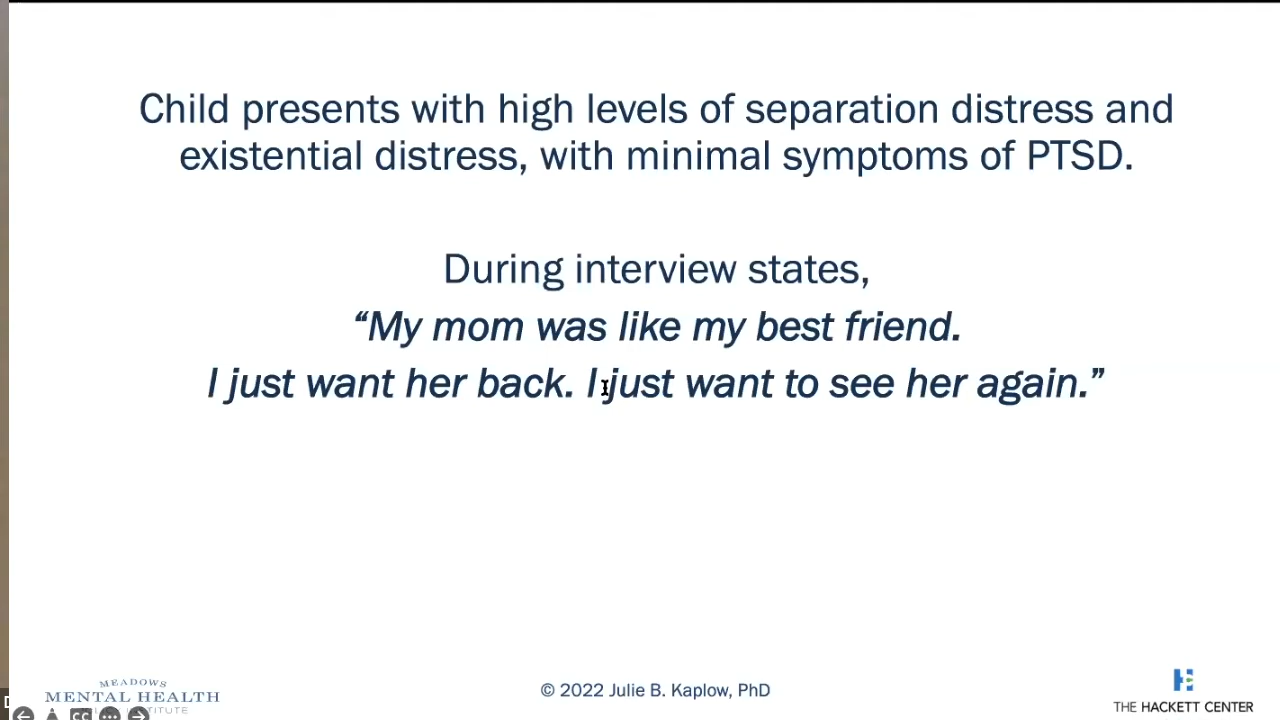 Child presents with high levels of separation distress and
existential distress, with minimal symptoms of PTSD.
During interview states,
“My mom was like my best friend.
I just want her back. I just want to see her again.”
MEADOWS
MENTAL HEALTH
© 2022 Julie B. Kaplow, PhD
THE HACKETT CENTER